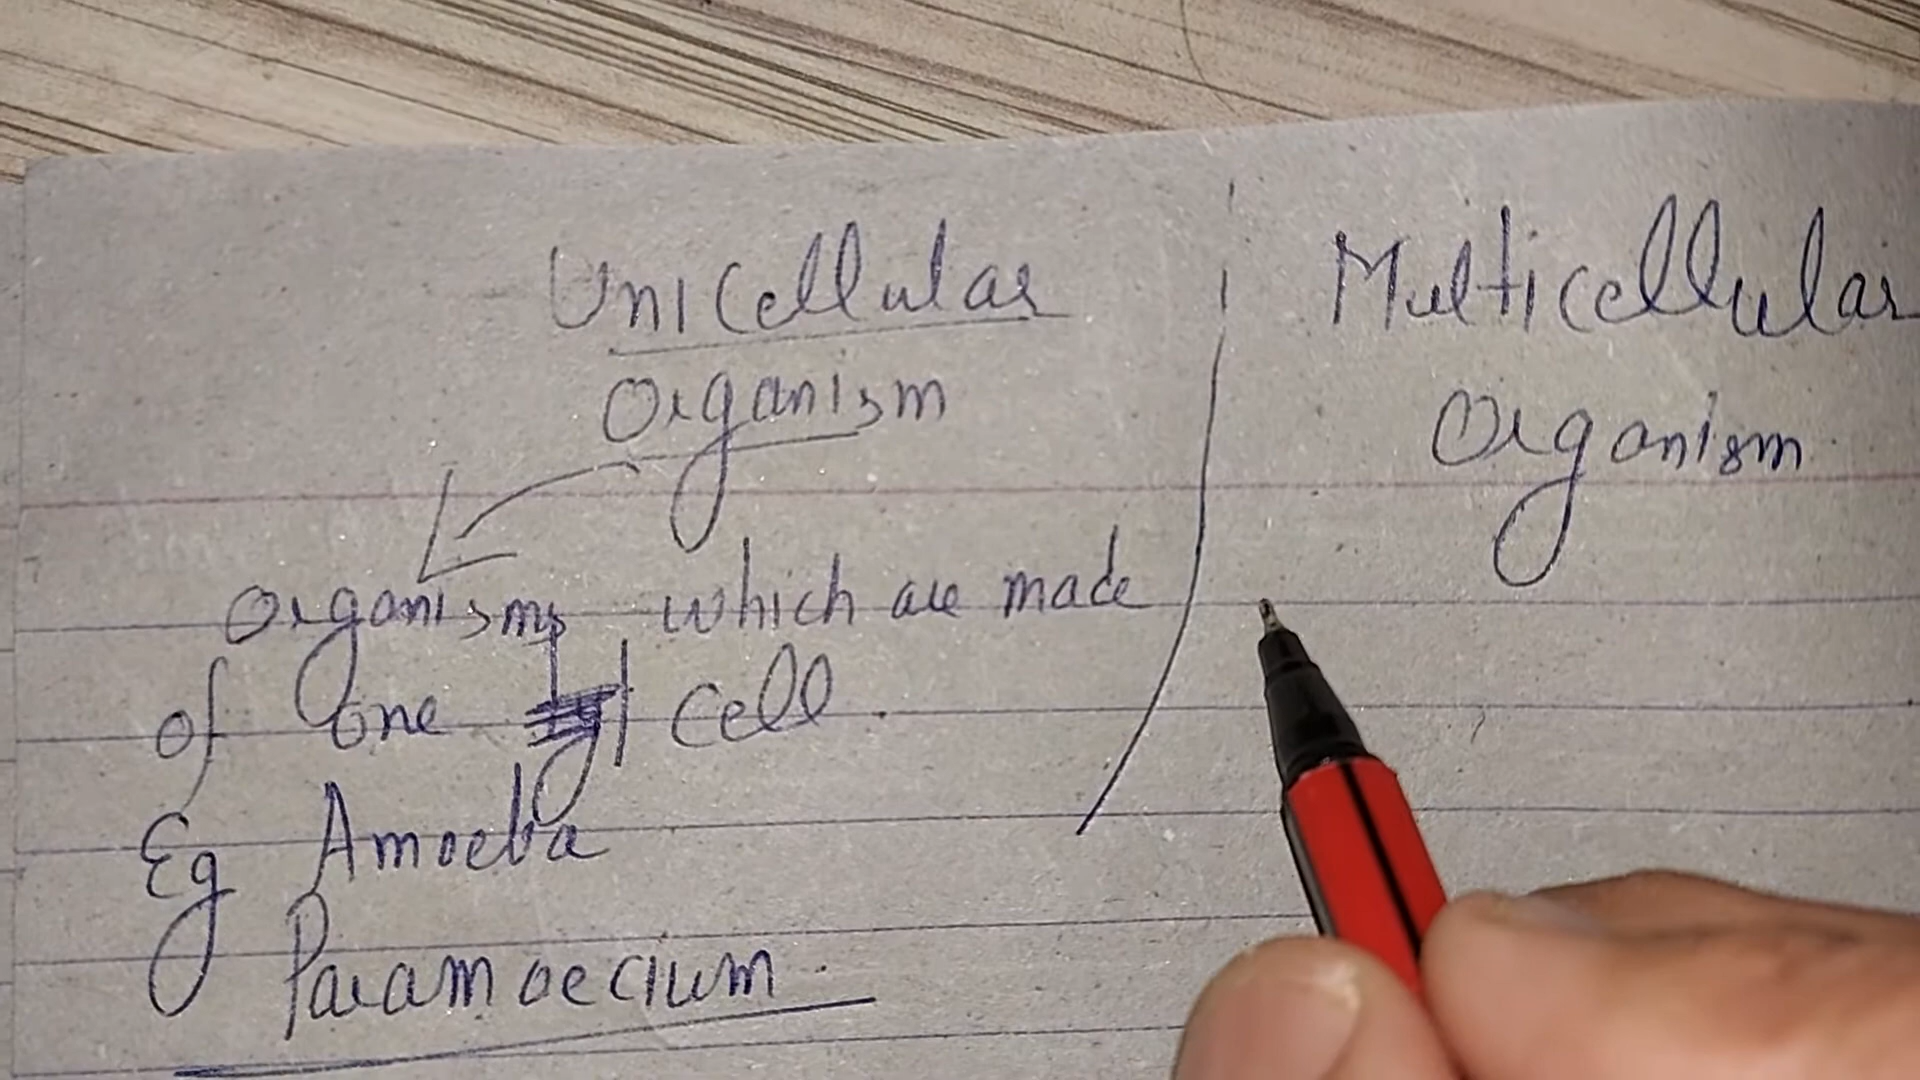 Unicellular
Organism
Organisms which are made
of one cell.
Eg Amoeba
Paramoecium.
Multicellular
Organism